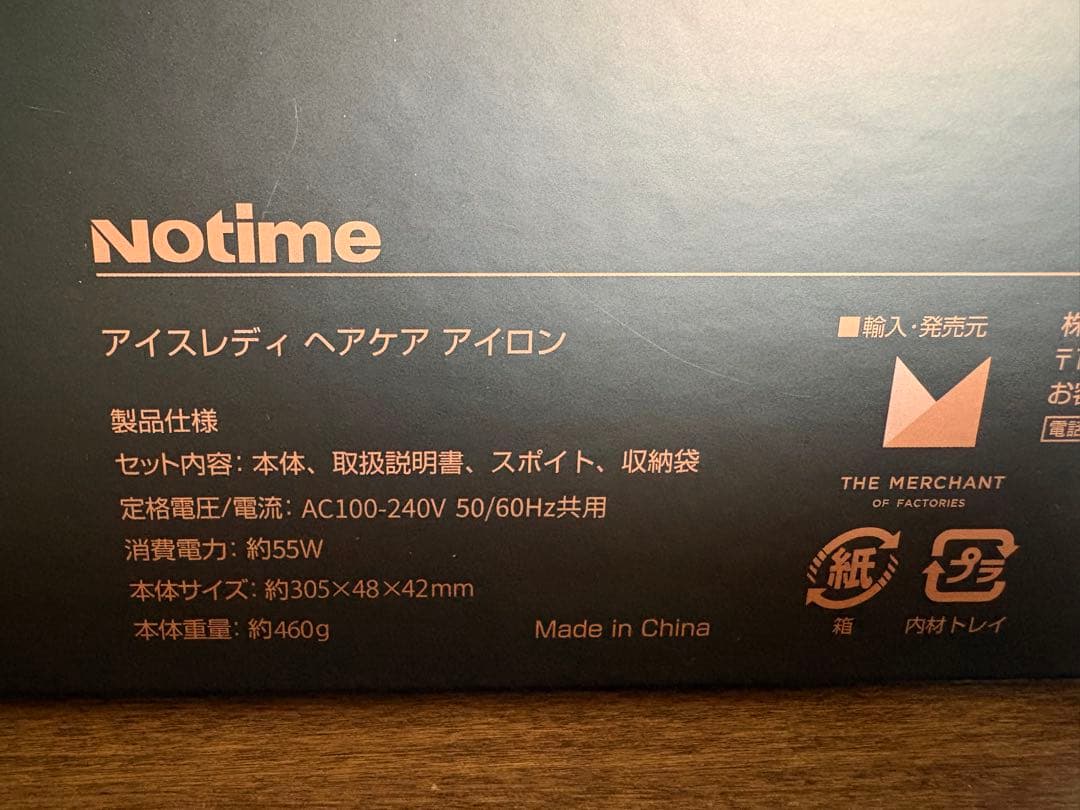 Notime
アイスレディ ヘアケア アイロン
製品仕様
セット内容：本体、取扱説明書、スポイト、収納袋
定格電圧/電流：AC100-240V 50/60Hz共用
消費電力：約55W
本体サイズ：約305×48×42mm
本体重量：約460g
Made in China
■輸入・発売元
THE MERCHANT
OF FACTORIES
紙
箱
プラ
内材トレイ
株
〒
お客
電話